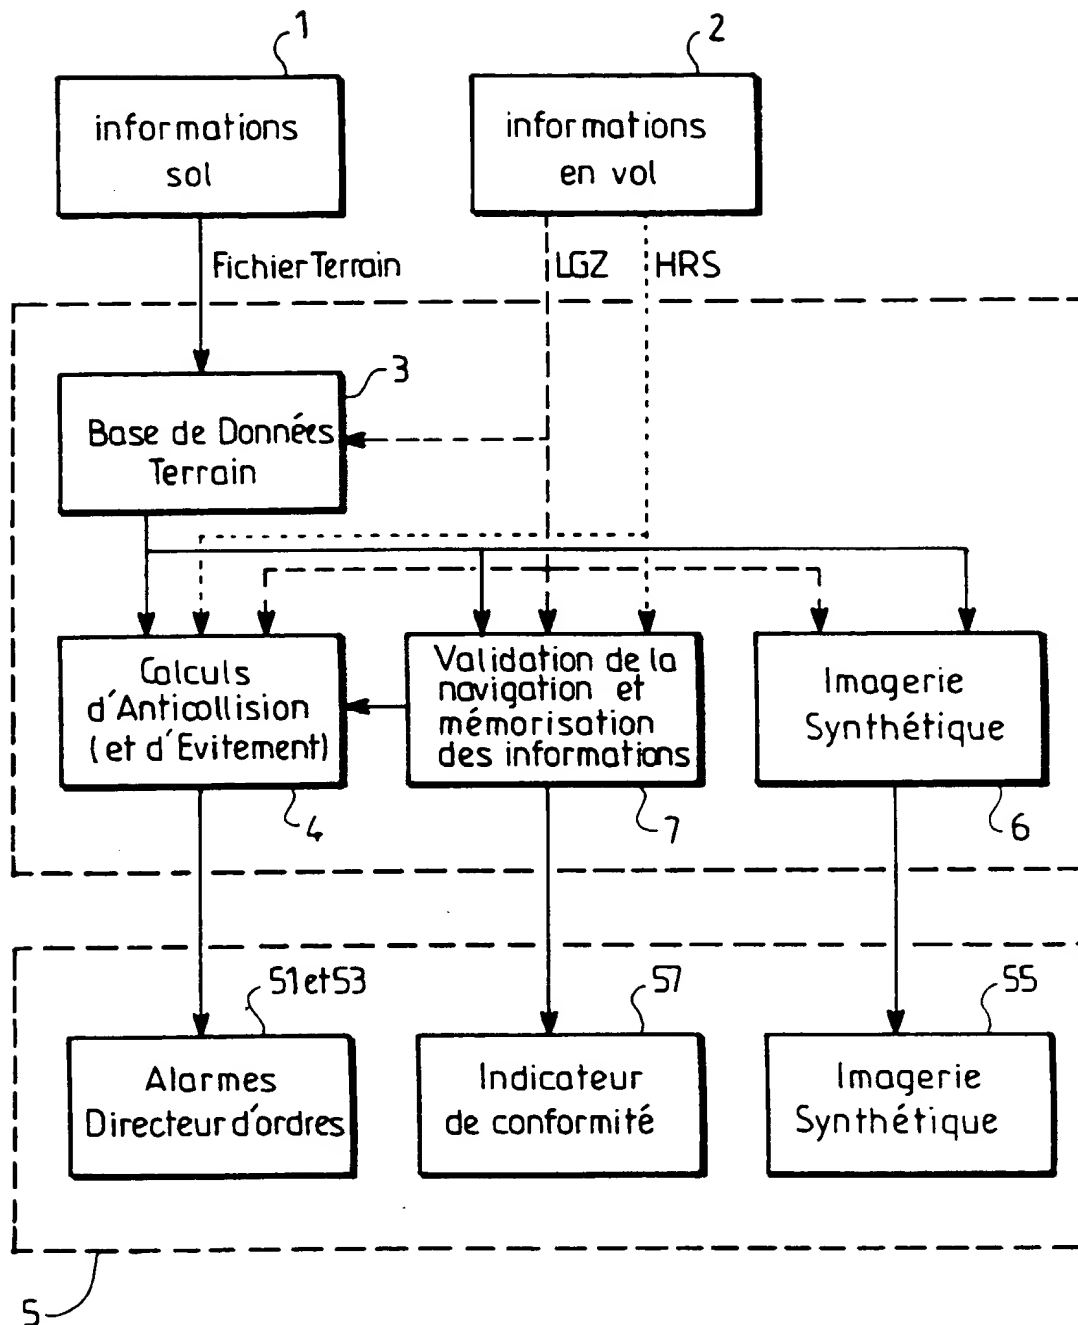 1
2
informations
sol
informations
en vol
Fichier Terrain
LGZ
HRS
3
Base de Données
Terrain
Calculs
d'Anticollision
(et d'Evitement)
Validation de la
navigation et
mémorisation
des informations
Imagerie
Synthétique
4
7
6
51 et 53
57
55
Alarmes
Directeur d'ordres
Indicateur
de conformité
Imagerie
Synthétique
5